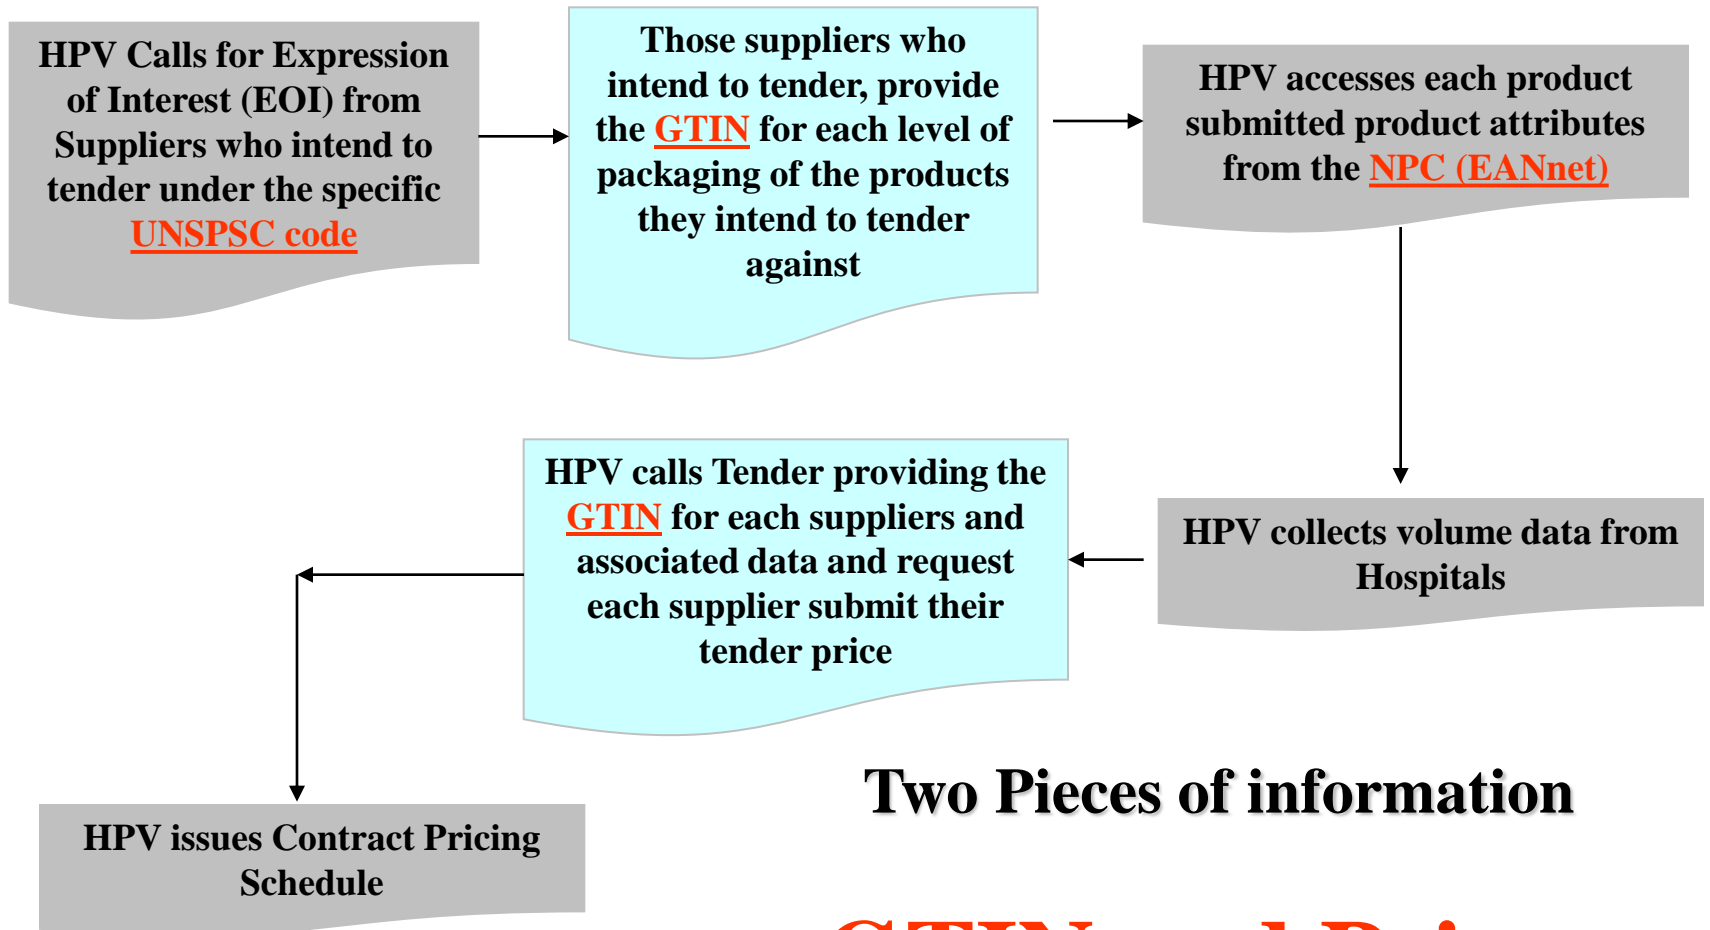 HPV Calls for Expression
of Interest (EOI) from
Suppliers who intend to
tender under the specific
UNSPSC code
Those suppliers who
intend to tender, provide
the GTIN for each level of
packaging of the products
they intend to tender
against
HPV accesses each product
submitted product attributes
from the NPC (EANnet)
HPV collects volume data from
Hospitals
HPV calls Tender providing the
GTIN for each suppliers and
associated data and request
each supplier submit their
tender price
HPV issues Contract Pricing
Schedule
Two Pieces of information
GTIN and